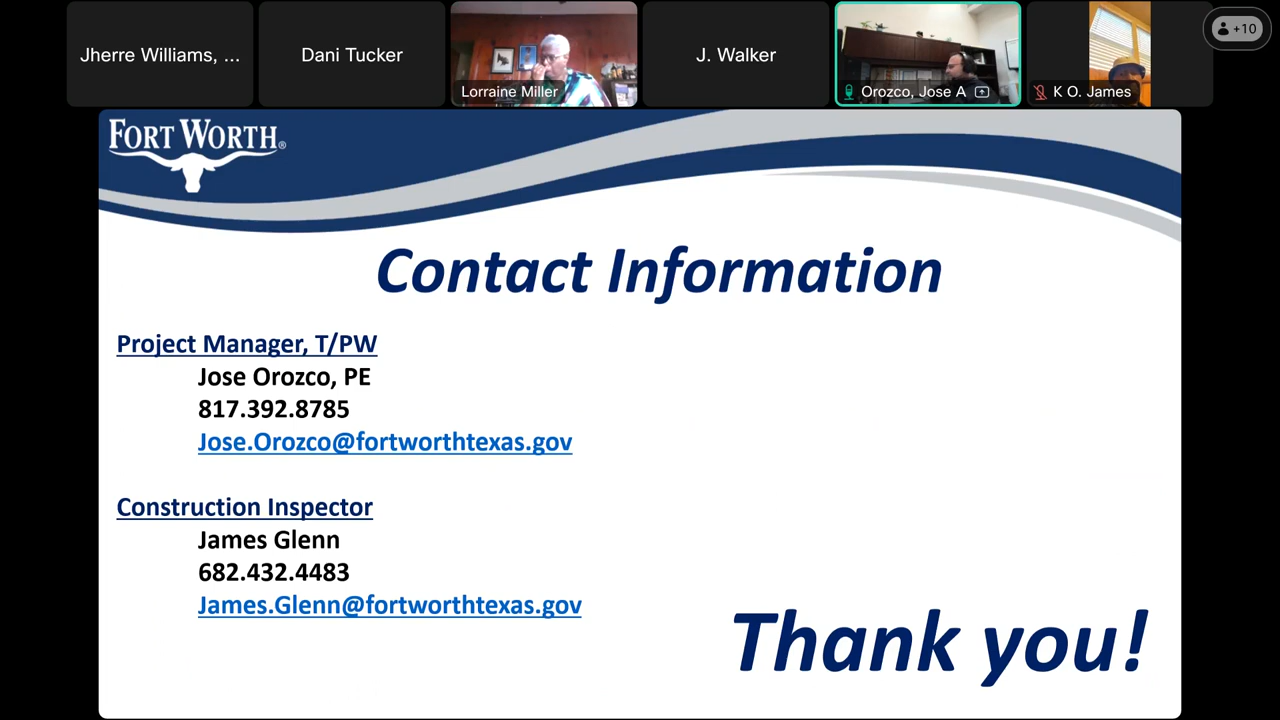 Jherre Williams, ...
Dani Tucker
Lorraine Miller
J. Walker
Orozco, Jose A
K O. James
+10
FORT WORTH®
Contact Information
Project Manager, T/PW
Jose Orozco, PE
817.392.8785
Jose.Orozco@fortworthtexas.gov
Construction Inspector
James Glenn
682.432.4483
James.Glenn@fortworthtexas.gov
Thank you!